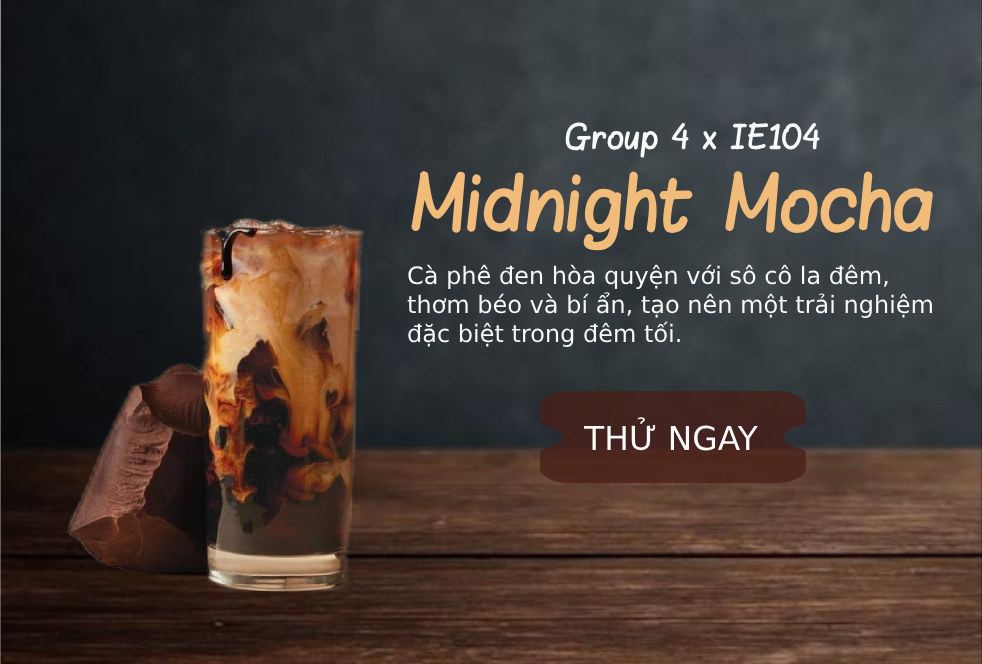 Group 4 x IE104
Midnight Mocha
Cà phê đen hòa quyện với sô cô la đêm,
thơm béo và bí ẩn, tạo nên một trải nghiệm
đặc biệt trong đêm tối.
THỬ NGAY